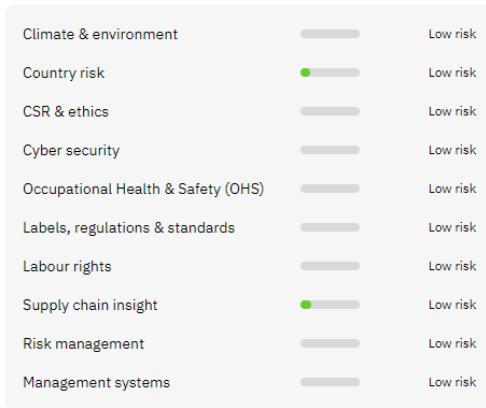 Climate & environment Low risk
Country risk Low risk
CSR & ethics Low risk
Cyber security Low risk
Occupational Health & Safety (OHS) Low risk
Labels, regulations & standards Low risk
Labour rights Low risk
Supply chain insight Low risk
Risk management Low risk
Management systems Low risk